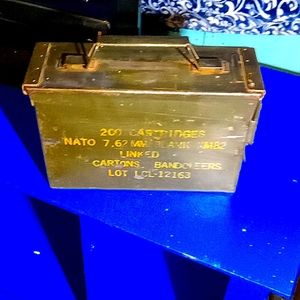 200 CARTRIDGES
NATO 7.62 MM BLANK M82
LINKED
CARTONS, BANDOLEERS
LOT LCL-12163